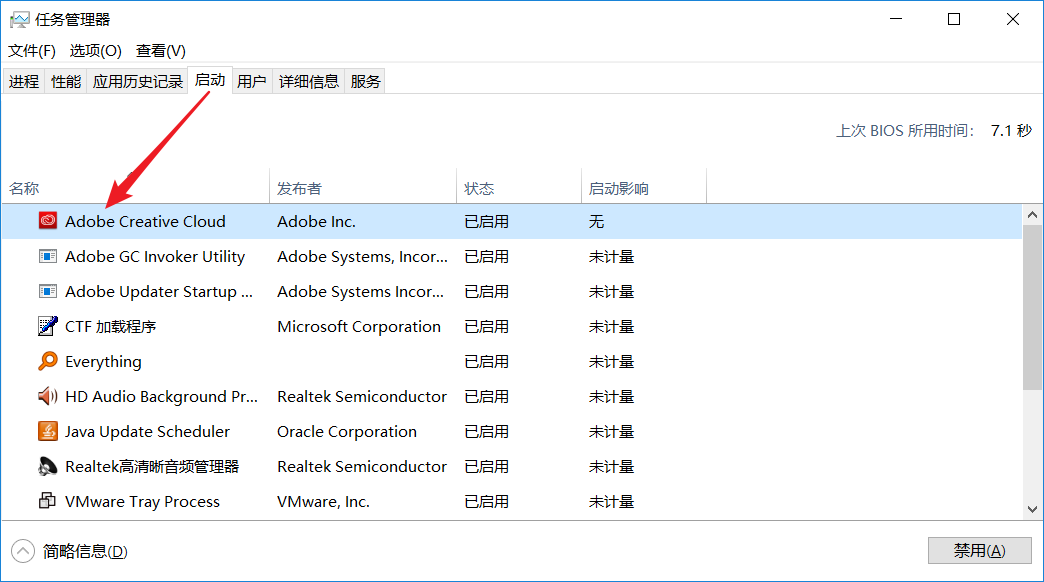 任务管理器
文件(F) 选项(O) 查看(V)
进程 性能 应用历史记录 启动 用户 详细信息 服务
上次 BIOS 所用时间: 7.1 秒
名称 发布者 状态 启动影响
Adobe Creative Cloud Adobe Inc. 已启用 无
Adobe GC Invoker Utility Adobe Systems, Incor... 已启用 未计量
Adobe Updater Startup ... Adobe Systems Incor... 已启用 未计量
CTF 加载程序 Microsoft Corporation 已启用 未计量
Everything 已启用 未计量
HD Audio Background Pr... Realtek Semiconductor 已启用 未计量
Java Update Scheduler Oracle Corporation 已启用 未计量
Realtek高清晰音频管理器 Realtek Semiconductor 已启用 未计量
VMware Tray Process VMware, Inc. 已启用 未计量
简略信息(D) 禁用(A)